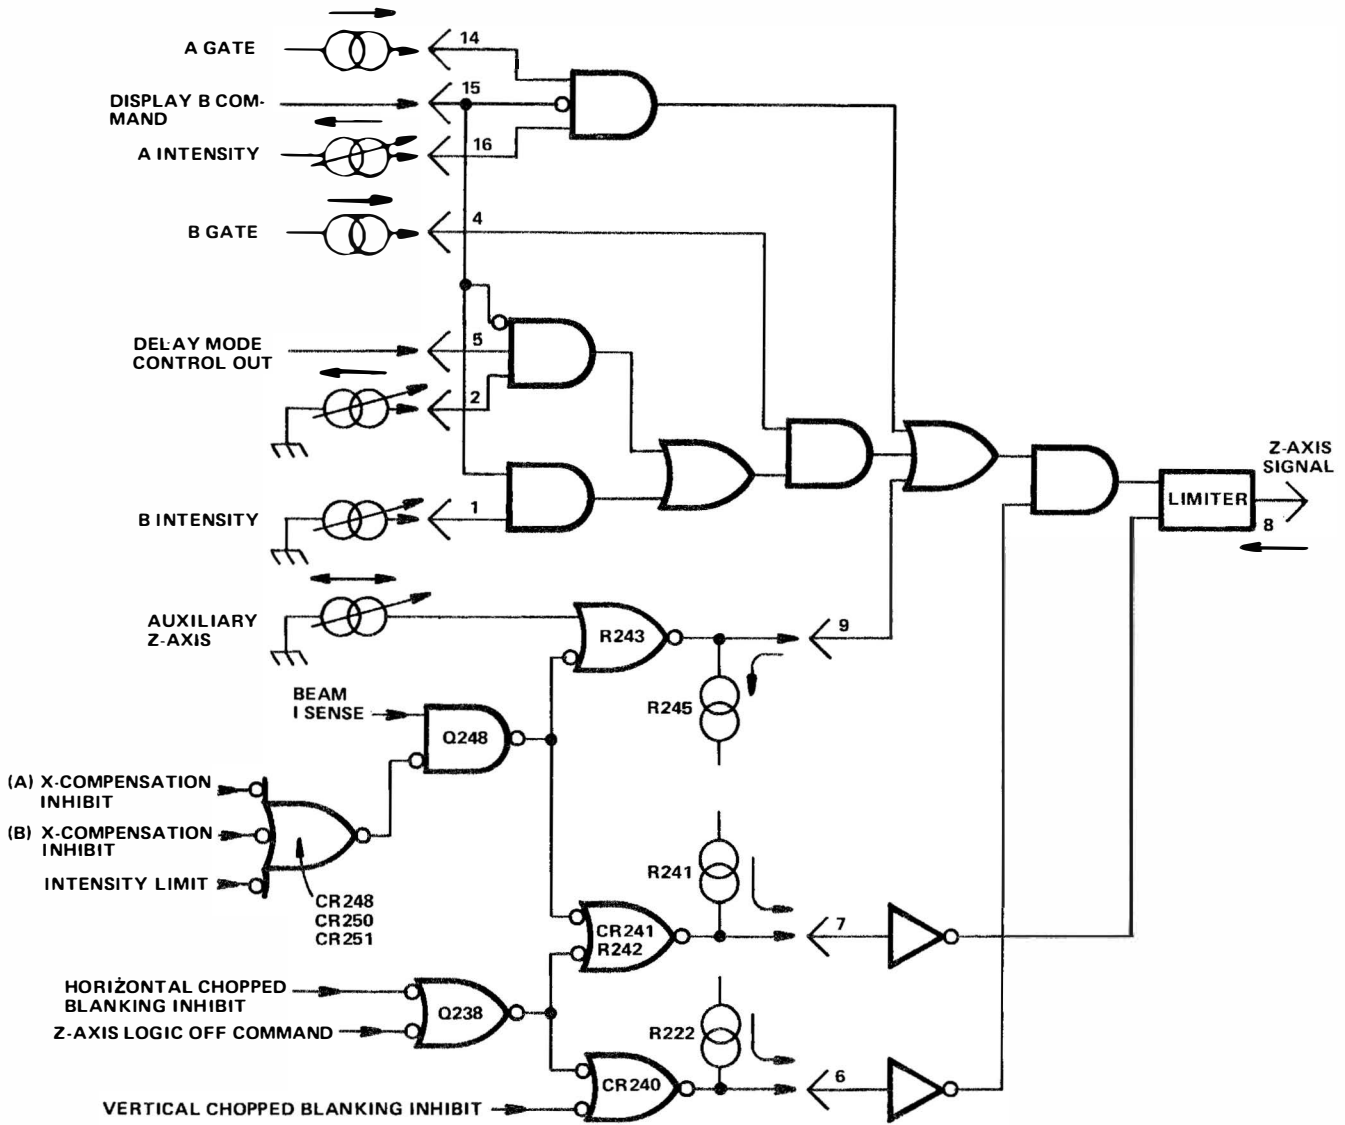 A GATE
14
DISPLAY B COM-
MAND
15
A INTENSITY
16
B GATE
4
DELAY MODE
CONTROL OUT
5
2
B INTENSITY
1
Z-AXIS
SIGNAL
LIMITER
8
AUXILIARY
Z-AXIS
R243
9
R245
BEAM
I SENSE
Q248
(A) X-COMPENSATION
INHIBIT
(B) X-COMPENSATION
INHIBIT
INTENSITY LIMIT
CR248
CR250
CR251
R241
CR241
R242
7
HORIZONTAL CHOPPED
BLANKING INHIBIT
Z-AXIS LOGIC OFF COMMAND
Q238
R222
CR240
6
VERTICAL CHOPPED BLANKING INHIBIT